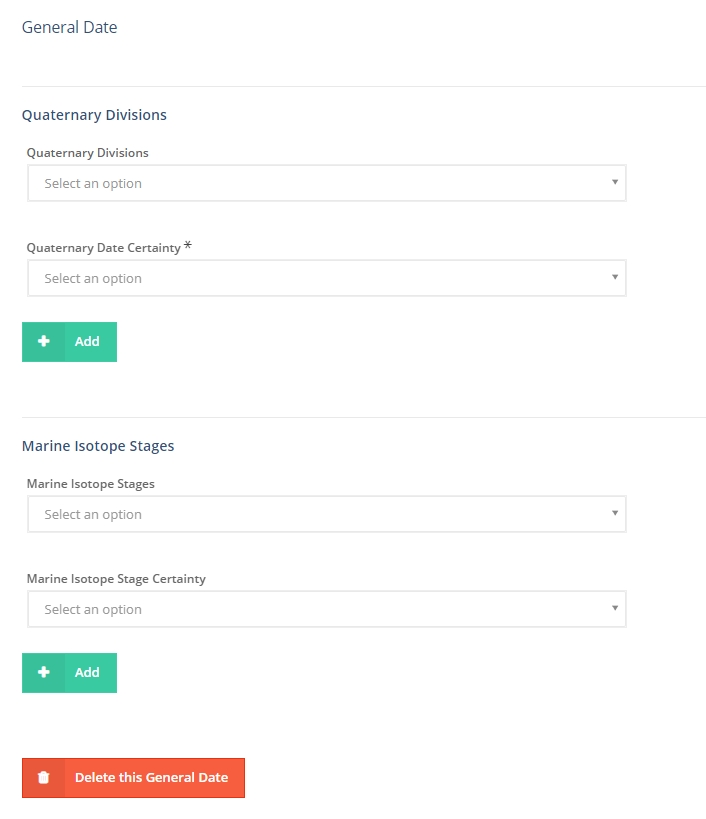 General Date
Quaternary Divisions
Quaternary Divisions
Select an option
Quaternary Date Certainty *
Select an option
Add
Marine Isotope Stages
Marine Isotope Stages
Select an option
Marine Isotope Stage Certainty
Select an option
Add
Delete this General Date